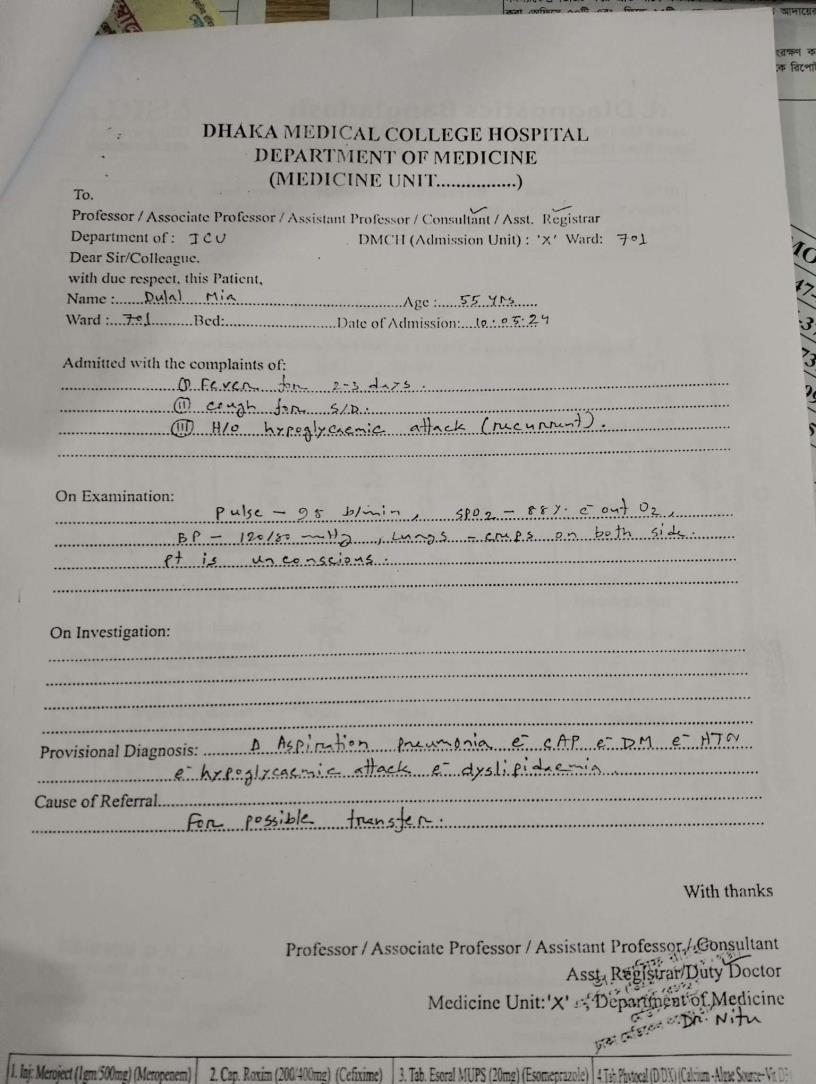 DHAKA MEDICAL COLLEGE HOSPITAL
DEPARTMENT OF MEDICINE
(MEDICINE UNIT................)
To.
Professor / Associate Professor / Assistant Professor / Consultant / Asst. Registrar
Department of : ICU DMCH (Admission Unit) : 'X' Ward: 701
Dear Sir/Colleague.
with due respect, this Patient,
Name :...... Dulal Mia ......Age :..... 55 yrs......
Ward :...701.......Bed:........................Date of Admission:...10.05.24
Admitted with the complaints of:
(I) Fever for 2-3 days.
(II) cough for S/D.
(III) H/O hypoglycaemic attack (recurrent).
On Examination:
Pulse - 95 b/min, SPO2 - 88% c̄ out O2,
BP - 120/80 mmHg, Lungs - creps on both side.
Pt is unconscious.
On Investigation:
Provisional Diagnosis: Aspiration Pneumonia c̄ CAP c̄ DM c̄ HTN
c̄ hypoglycaemic attack c̄ dyslipidaemia
Cause of Referral
For possible transfer.
With thanks
Professor / Associate Professor / Assistant Professor / Consultant
Asst. Registrar/Duty Doctor
Medicine Unit:'X' Department of Medicine
Dr. Nitu
1. Inj: Meroject (1gm/500mg) (Meropenem) 2. Cap. Roxim (200/400mg) (Cefixime) 3. Tab. Esoral MUPS (20mg) (Esomeprazole)